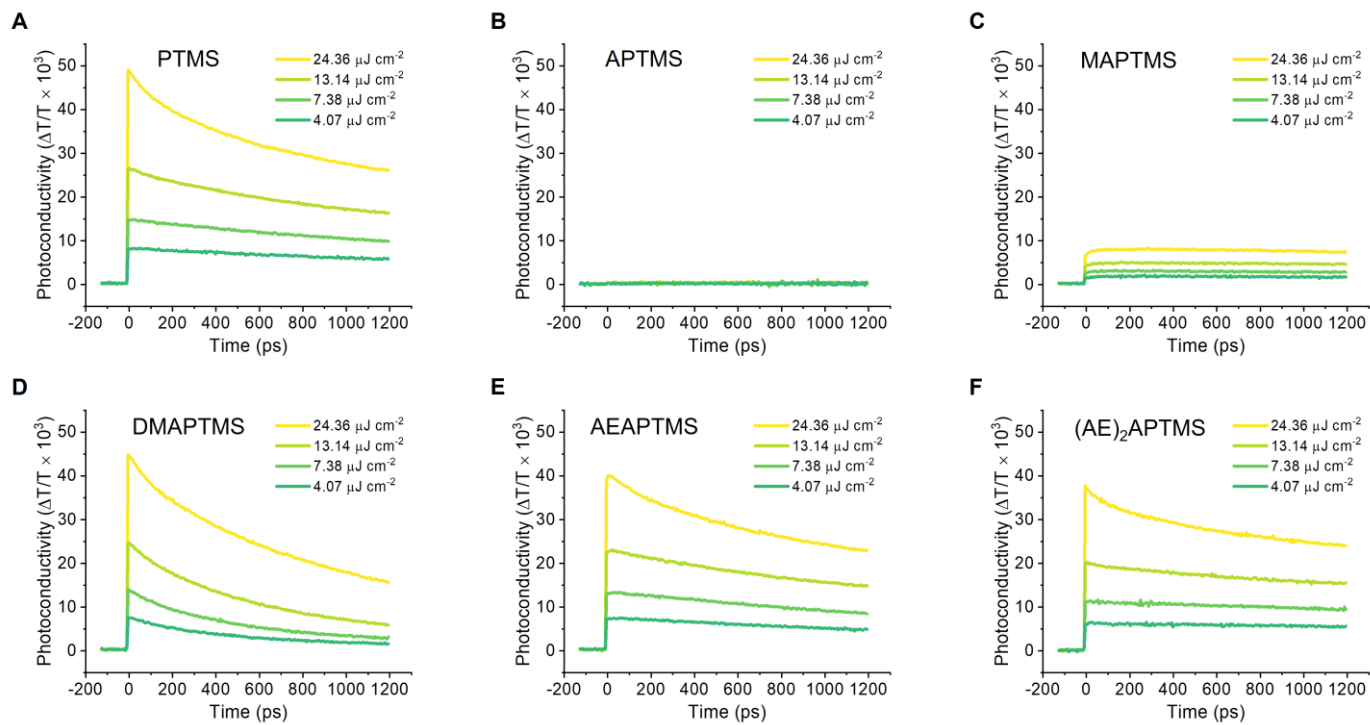 A
PTMS
24.36 μJ cm⁻²
13.14 μJ cm⁻²
7.38 μJ cm⁻²
4.07 μJ cm⁻²
Photoconductivity (ΔT/T × 10³)
50
40
30
20
10
0
-200 0 200 400 600 800 1000 1200
Time (ps)
B
APTMS
24.36 μJ cm⁻²
13.14 μJ cm⁻²
7.38 μJ cm⁻²
4.07 μJ cm⁻²
Photoconductivity (ΔT/T × 10³)
50
40
30
20
10
0
-200 0 200 400 600 800 1000 1200
Time (ps)
C
MAPTMS
24.36 μJ cm⁻²
13.14 μJ cm⁻²
7.38 μJ cm⁻²
4.07 μJ cm⁻²
Photoconductivity (ΔT/T × 10³)
50
40
30
20
10
0
-200 0 200 400 600 800 1000 1200
Time (ps)
D
DMAPTMS
24.36 μJ cm⁻²
13.14 μJ cm⁻²
7.38 μJ cm⁻²
4.07 μJ cm⁻²
Photoconductivity (ΔT/T × 10³)
50
40
30
20
10
0
-200 0 200 400 600 800 1000 1200
Time (ps)
E
AEAPTMS
24.36 μJ cm⁻²
13.14 μJ cm⁻²
7.38 μJ cm⁻²
4.07 μJ cm⁻²
Photoconductivity (ΔT/T × 10³)
50
40
30
20
10
0
-200 0 200 400 600 800 1000 1200
Time (ps)
F
(AE)₂APTMS
24.36 μJ cm⁻²
13.14 μJ cm⁻²
7.38 μJ cm⁻²
4.07 μJ cm⁻²
Photoconductivity (ΔT/T × 10³)
50
40
30
20
10
0
-200 0 200 400 600 800 1000 1200
Time (ps)